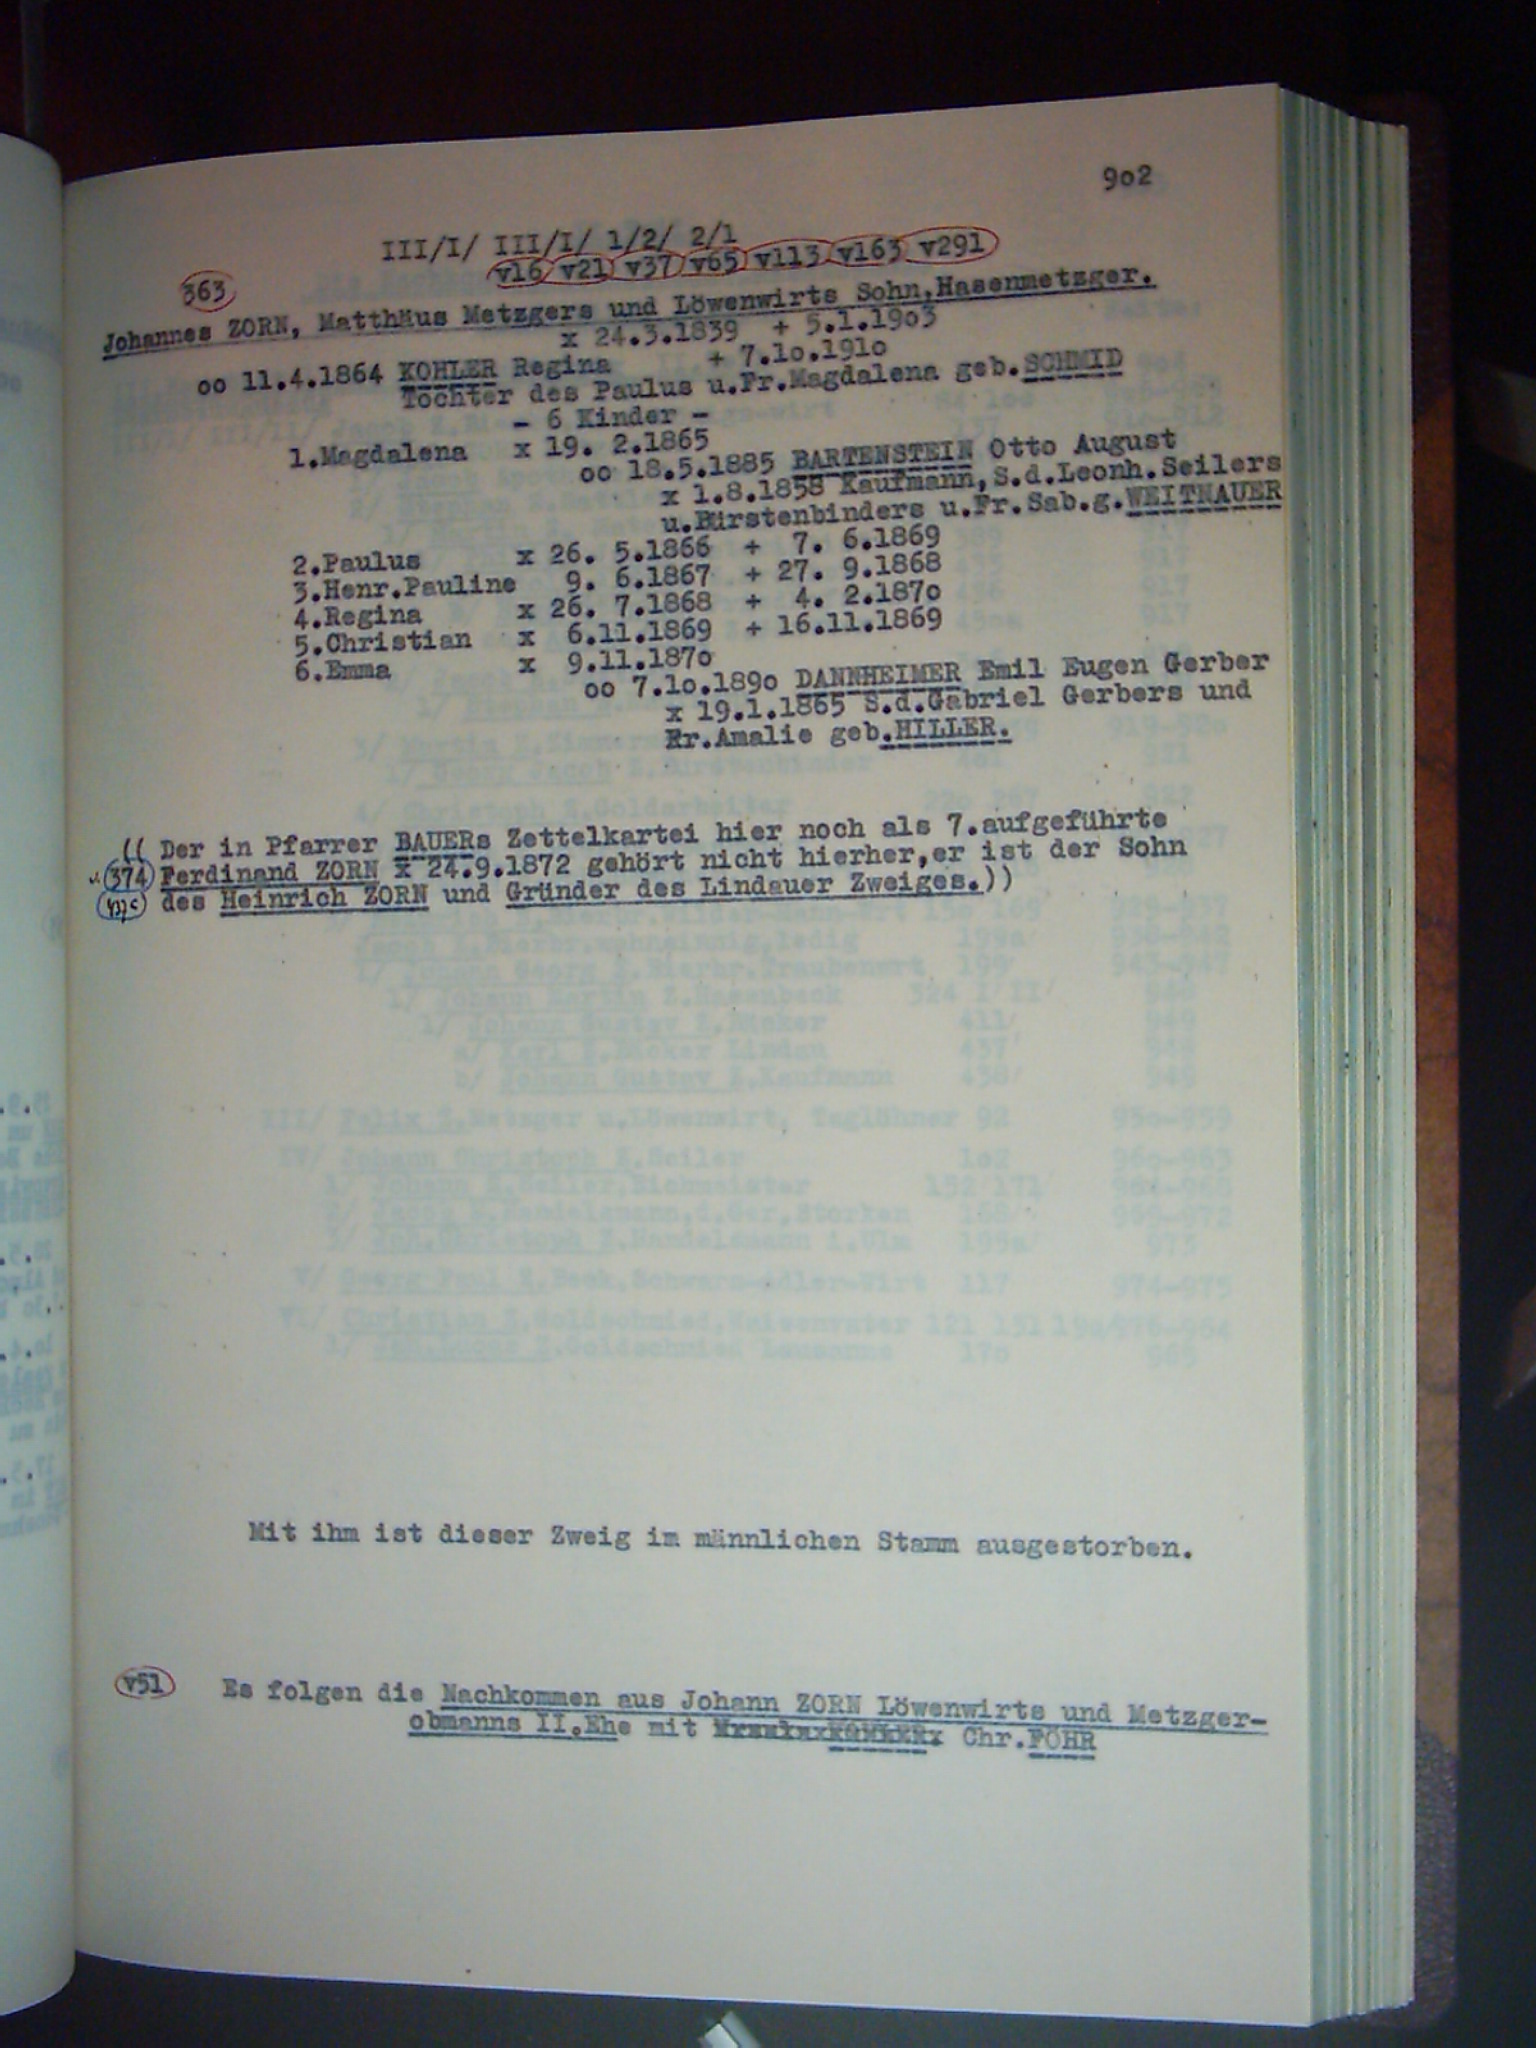 9o2
III/I/ III/I/ 1/2/ 2/1
v16 v21 v37 v65 v113 v163 v291
363
Johannes ZORN, Matthäus Metzgers und Löwenwirts Sohn,Hasenmetzger.
x 24.3.1839 + 5.1.19o3
oo 11.4.1864 KOHLER Regina + 7.1o.191o
Tochter des Paulus u.Fr.Magdalena geb.SCHMID
- 6 Kinder -
1.Magdalena x 19. 2.1865
oo 18.5.1885 BARTENSTEIN Otto August
x 1.8.1858 Kaufmann,S.d.Leonh.Seilers
u.Bürstenbinders u.Fr.Sab.g.WEITNAUER
2.Paulus x 26. 5.1866 + 7. 6.1869
3.Henr.Pauline 9. 6.1867 + 27. 9.1868
4.Regina x 26. 7.1868 + 4. 2.187o
5.Christian x 6.11.1869 + 16.11.1869
6.Emma x 9.11.187o
oo 7.1o.189o DANNHEIMER Emil Eugen Gerber
x 19.1.1865 S.d.Gabriel Gerbers und
Fr.Amalie geb.HILLER.
(( Der in Pfarrer BAUERs Zettelkartei hier noch als 7.aufgeführte
374 Ferdinand ZORN x 24.9.1872 gehört nicht hierher,er ist der Sohn
des Heinrich ZORN und Gründer des Lindauer Zweiges.))
Mit ihm ist dieser Zweig im männlichen Stamm ausgestorben.
v51 Es folgen die Nachkommen aus Johann ZORN Löwenwirts und Metzger-
obmanns II.Ehe mit Chr.FÖHR